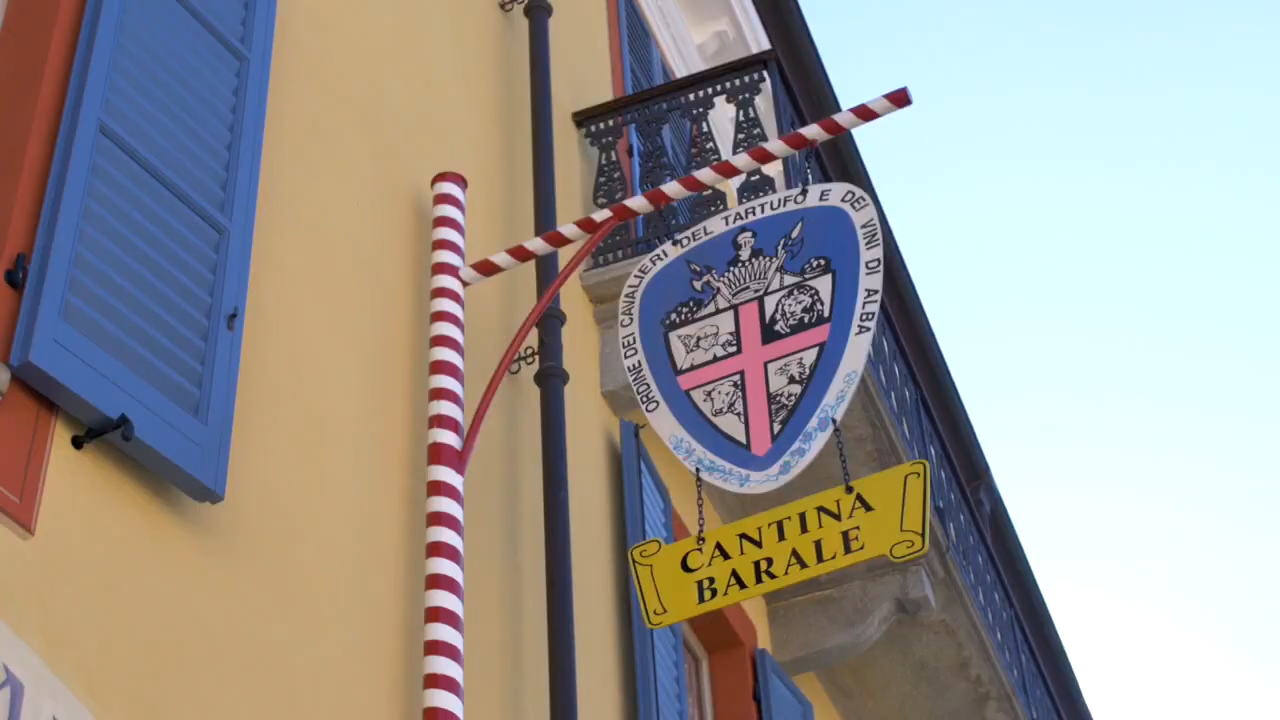 ORDINE DEI CAVALIERI DEL TARTUFO E DEI VINI DI ALBA
CANTINA
BARALE